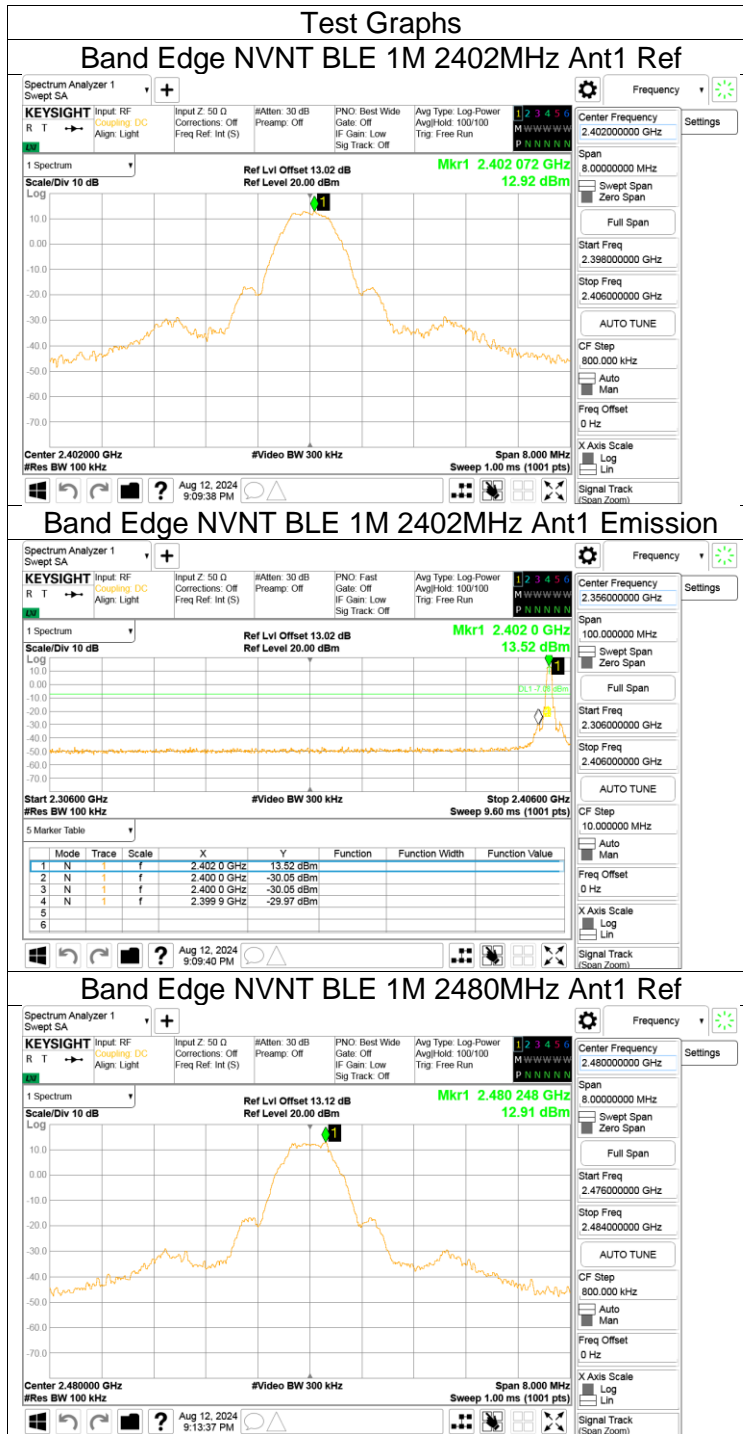 Test Graphs
Band Edge NVNT BLE 1M 2402MHz Ant1 Ref
Spectrum Analyzer 1
Swept SA
Frequency
KEYSIGHT Input: RF Input Z: 50 Ω #Atten: 30 dB PNO: Best Wide Avg Type: Log-Power 1 2 3 4 5 6
R T Coupling: DC Corrections: Off Preamp: Off Gate: Off Avg|Hold: 100/100 M W W W W W
Align: Light Freq Ref: Int (S) IF Gain: Low Trig: Free Run
Sig Track: Off P N N N N N
1 Spectrum
Scale/Div 10 dB
Ref Lvl Offset 13.02 dB
Ref Level 20.00 dBm
Mkr1 2.402 072 GHz
12.92 dBm
Log
1
10.0
0.00
-10.0
-20.0
-30.0
-40.0
-50.0
-60.0
-70.0
Center 2.402000 GHz #Video BW 300 kHz Span 8.000 MHz
#Res BW 100 kHz Sweep 1.00 ms (1001 pts)
Aug 12, 2024
9:09:38 PM
Center Frequency
2.402000000 GHz
Settings
Span
8.00000000 MHz
Swept Span
Zero Span
Full Span
Start Freq
2.398000000 GHz
Stop Freq
2.406000000 GHz
AUTO TUNE
CF Step
800.000 kHz
Auto
Man
Freq Offset
0 Hz
X Axis Scale
Log
Lin
Signal Track
(Span Zoom)
Band Edge NVNT BLE 1M 2402MHz Ant1 Emission
Spectrum Analyzer 1
Swept SA
Frequency
KEYSIGHT Input: RF Input Z: 50 Ω #Atten: 30 dB PNO: Fast Avg Type: Log-Power 1 2 3 4 5 6
R T Coupling: DC Corrections: Off Preamp: Off Gate: Off Avg|Hold: 100/100 M W W W W W
Align: Light Freq Ref: Int (S) IF Gain: Low Trig: Free Run
Sig Track: Off P N N N N N
1 Spectrum
Scale/Div 10 dB
Ref Lvl Offset 13.02 dB
Ref Level 20.00 dBm
Mkr1 2.402 0 GHz
13.52 dBm
Log
1
10.0
0.00
-10.0
-20.0
-30.0
-40.0
-50.0
-60.0
-70.0
Start 2.30600 GHz #Video BW 300 kHz Stop 2.40600 GHz
#Res BW 100 kHz Sweep 9.60 ms (1001 pts)
5 Marker Table
Mode Trace Scale X Y Function Function Width Function Value
1 N 1 f 2.402 0 GHz 13.52 dBm
2 N 1 f 2.400 0 GHz -30.05 dBm
3 N 1 f 2.400 0 GHz -30.05 dBm
4 N 1 f 2.399 9 GHz -29.97 dBm
5
6
Aug 12, 2024
9:09:40 PM
Center Frequency
2.356000000 GHz
Settings
Span
100.000000 MHz
Swept Span
Zero Span
Full Span
Start Freq
2.306000000 GHz
Stop Freq
2.406000000 GHz
AUTO TUNE
CF Step
10.000000 MHz
Auto
Man
Freq Offset
0 Hz
X Axis Scale
Log
Lin
Signal Track
(Span Zoom)
Band Edge NVNT BLE 1M 2480MHz Ant1 Ref
Spectrum Analyzer 1
Swept SA
Frequency
KEYSIGHT Input: RF Input Z: 50 Ω #Atten: 30 dB PNO: Best Wide Avg Type: Log-Power 1 2 3 4 5 6
R T Coupling: DC Corrections: Off Preamp: Off Gate: Off Avg|Hold: 100/100 M W W W W W
Align: Light Freq Ref: Int (S) IF Gain: Low Trig: Free Run
Sig Track: Off P N N N N N
1 Spectrum
Scale/Div 10 dB
Ref Lvl Offset 13.12 dB
Ref Level 20.00 dBm
Mkr1 2.480 248 GHz
12.91 dBm
Log
1
10.0
0.00
-10.0
-20.0
-30.0
-40.0
-50.0
-60.0
-70.0
Center 2.480000 GHz #Video BW 300 kHz Span 8.000 MHz
#Res BW 100 kHz Sweep 1.00 ms (1001 pts)
Aug 12, 2024
9:13:37 PM
Center Frequency
2.480000000 GHz
Settings
Span
8.00000000 MHz
Swept Span
Zero Span
Full Span
Start Freq
2.476000000 GHz
Stop Freq
2.484000000 GHz
AUTO TUNE
CF Step
800.000 kHz
Auto
Man
Freq Offset
0 Hz
X Axis Scale
Log
Lin
Signal Track
(Span Zoom)